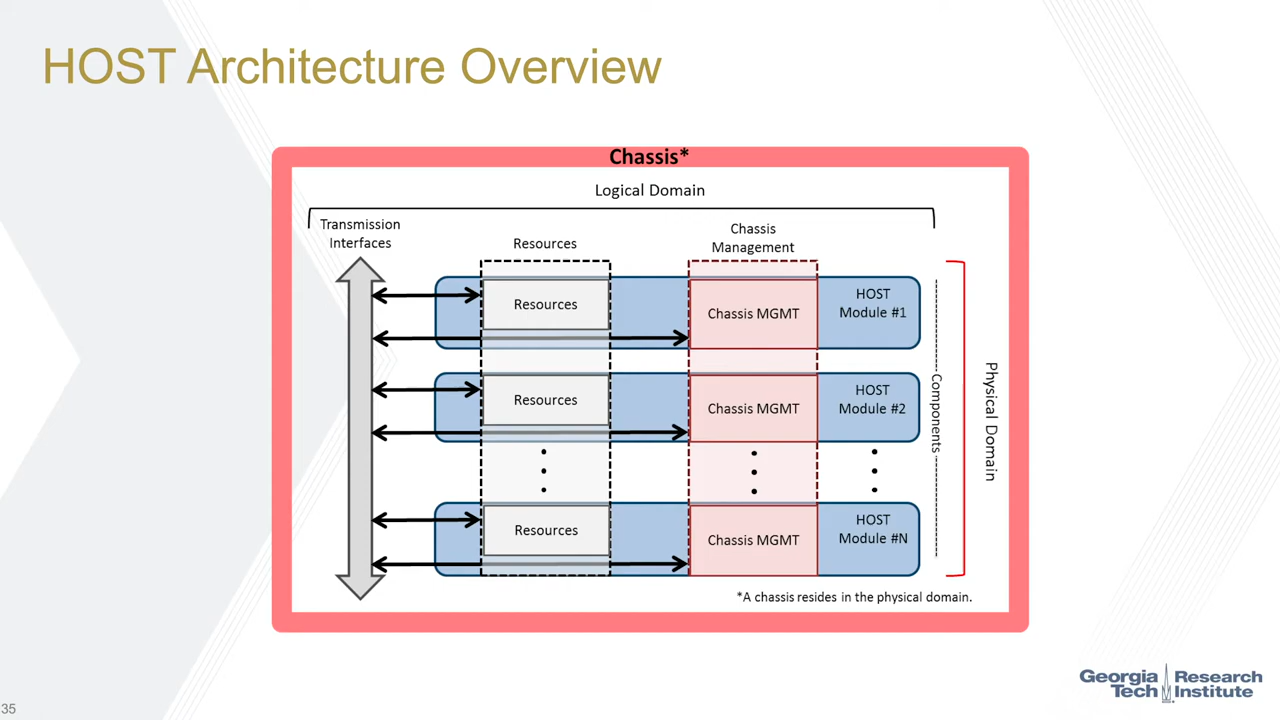 HOST Architecture Overview
Chassis*
Logical Domain
Transmission
Interfaces
Resources
Chassis
Management
Resources
Chassis MGMT
HOST
Module #1
Resources
Chassis MGMT
HOST
Module #2
Resources
Chassis MGMT
HOST
Module #N
Components
Physical Domain
*A chassis resides in the physical domain.
35
Georgia Research
Tech Institute